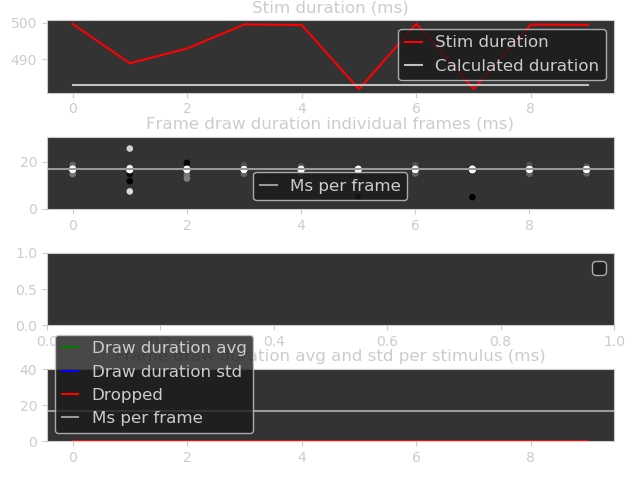 Stim duration (ms)
500
490
Stim duration
Calculated duration
0 2 4 6 8
Frame draw duration individual frames (ms)
20
0
Ms per frame
0 2 4 6 8
1.0
0.5
0.0
0.0 0.4 0.6 0.8 1.0
Frame draw duration avg and std per stimulus (ms)
40
20
0
Draw duration avg
Draw duration std
Dropped
Ms per frame
0 2 4 6 8